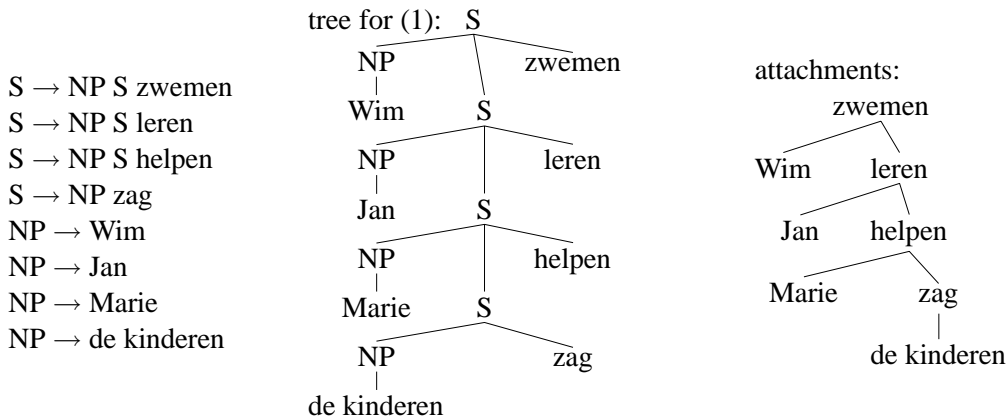 S → NP S zwemen
S → NP S leren
S → NP S helpen
S → NP zag
NP → Wim
NP → Jan
NP → Marie
NP → de kinderen
tree for (1): S
NP zwemen
Wim S
NP leren
Jan S
NP helpen
Marie S
NP zag
de kinderen
attachments:
zwemen
Wim leren
Jan helpen
Marie zag
de kinderen